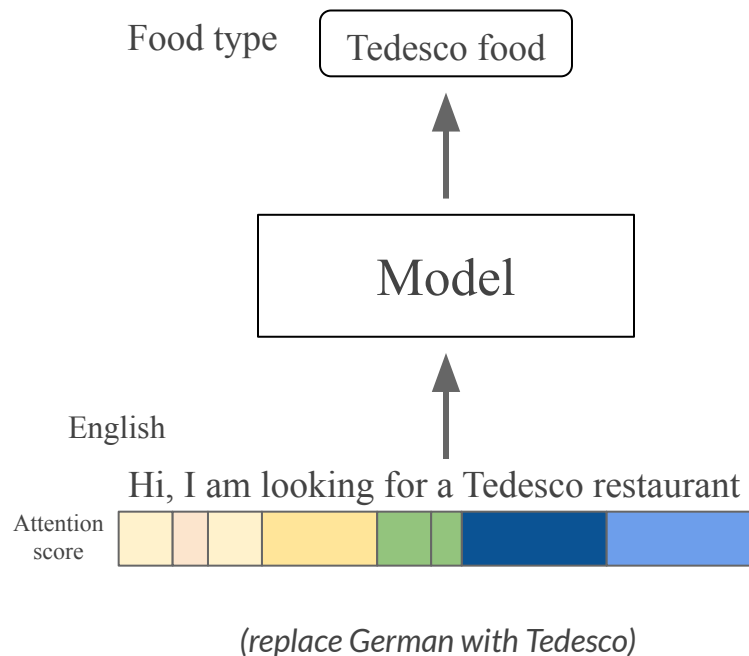 Food type
Tedesco food
Model
English
Hi, I am looking for a Tedesco restaurant
Attention
score
(replace German with Tedesco)